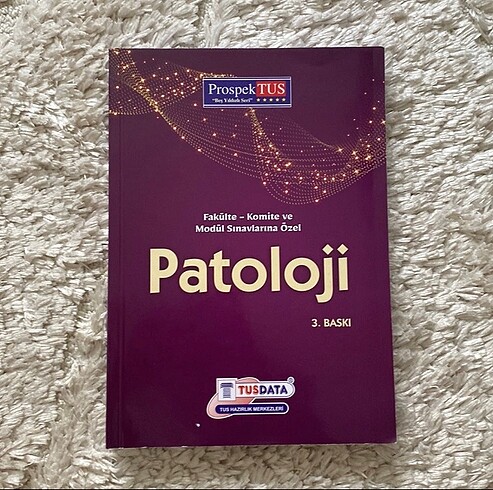 ProspekTUS
"Beş Yıldızlı Seri" ★★★★★
Fakülte - Komite ve
Modül Sınavlarına Özel
Patoloji
3. BASKI
TUSDATA®
TUS HAZIRLIK MERKEZLERİ